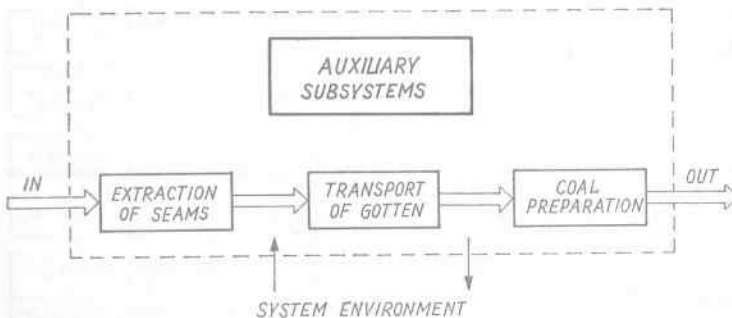 AUXILIARY
SUBSYSTEMS
IN
EXTRACTION
OF SEAMS
TRANSPORT
OF GOTTEN
COAL
PREPARATION
OUT
SYSTEM ENVIRONMENT